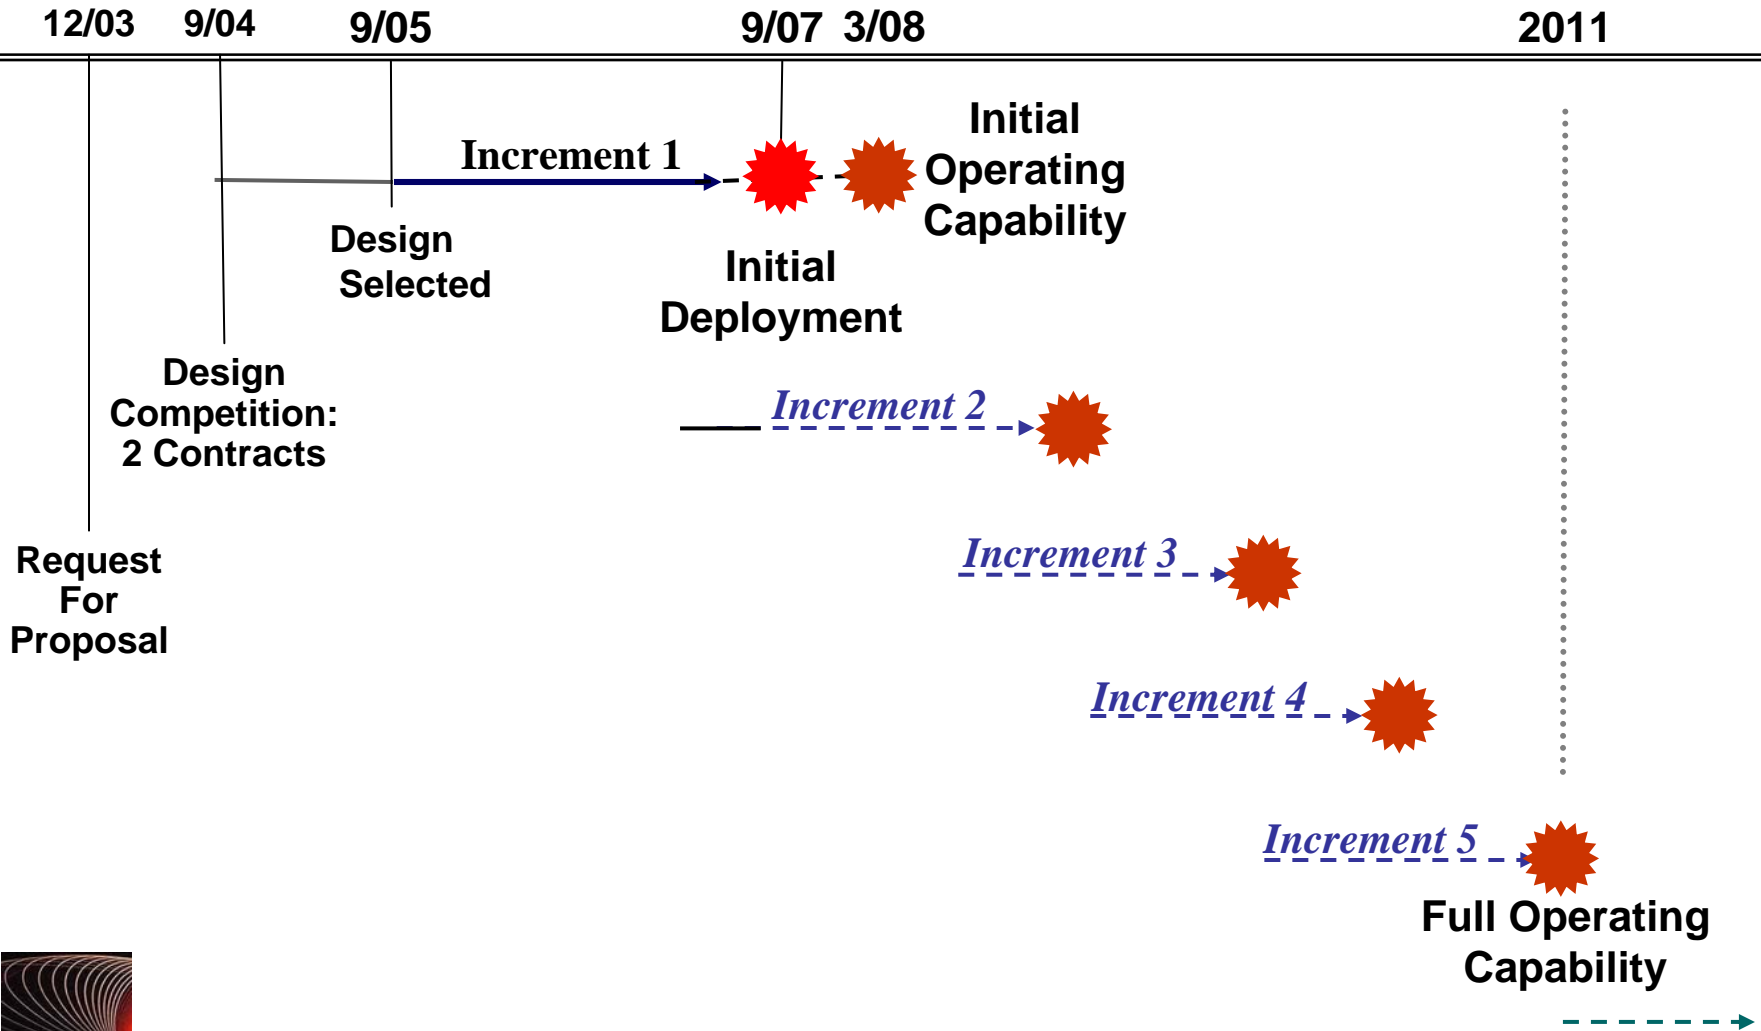 12/03 9/04 9/05 9/07 3/08 2011
Increment 1
Initial
Operating
Capability
Design
Selected
Initial
Deployment
Design
Competition:
2 Contracts
Increment 2
Request
For
Proposal
Increment 3
Increment 4
Increment 5
Full Operating
Capability